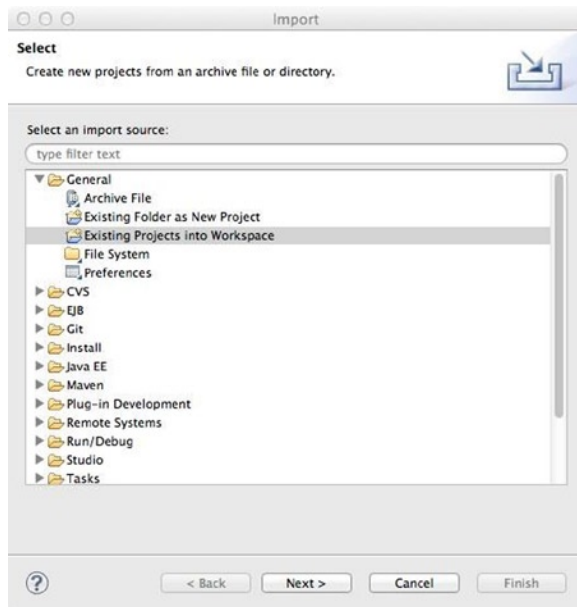 Import
Select
Create new projects from an archive file or directory.
Select an import source:
type filter text
General
Archive File
Existing Folder as New Project
Existing Projects into Workspace
File System
Preferences
CVS
EJB
Git
Install
Java EE
Maven
Plug-in Development
Remote Systems
Run/Debug
Studio
Tasks
? < Back Next > Cancel Finish